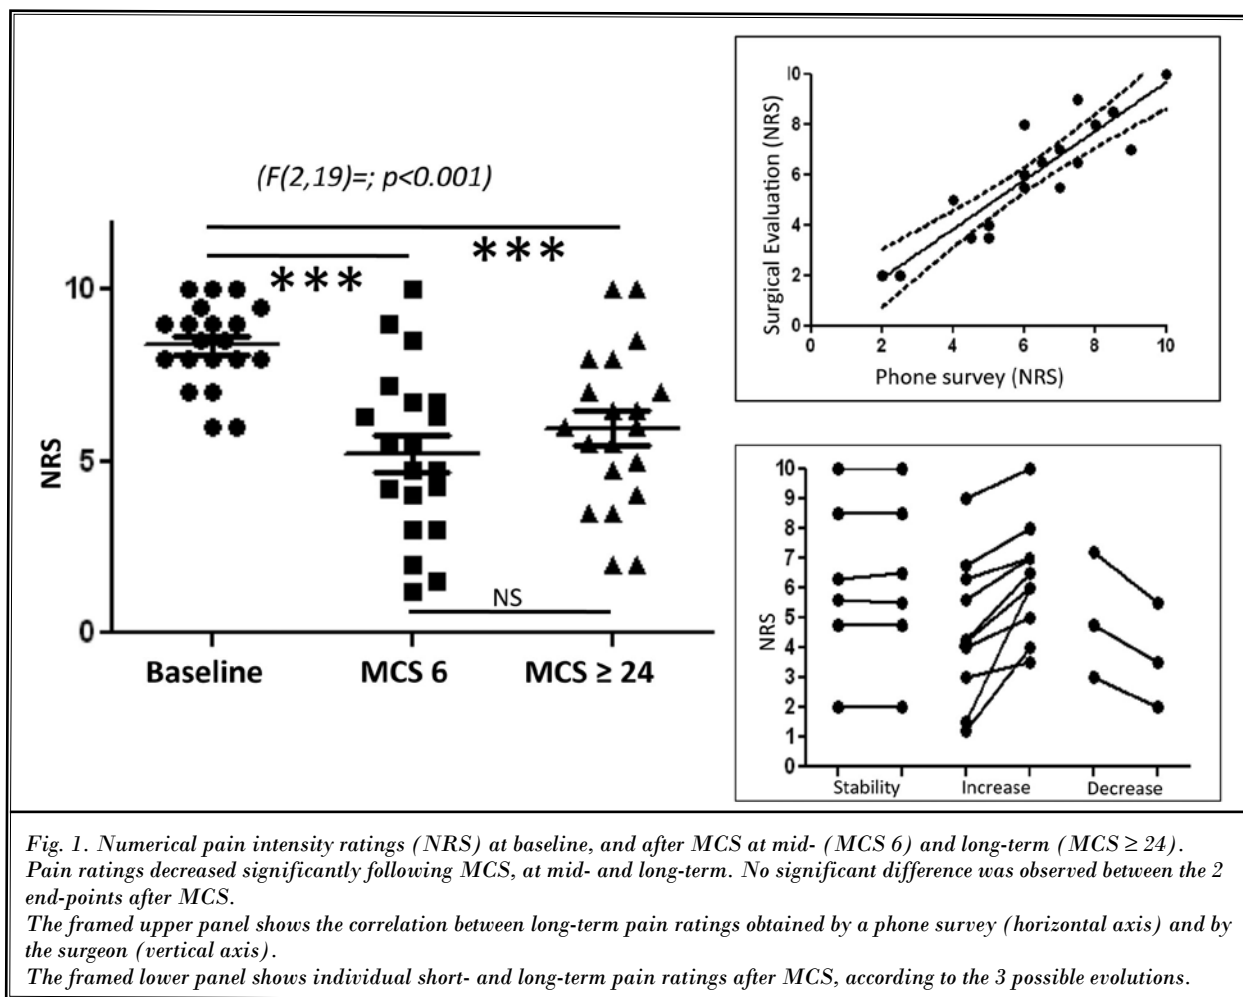 (F(2,19)=; p<0.001)
***
***
NRS
10
5
0
NS
Baseline
MCS 6
MCS ≥ 24
Surgical Evaluation (NRS)
10
8
6
4
2
0
0
2
4
6
8
10
Phone survey (NRS)
NRS
10
9
8
7
6
5
4
3
2
1
0
Stability
Increase
Decrease
Fig. 1. Numerical pain intensity ratings (NRS) at baseline, and after MCS at mid- (MCS 6) and long-term (MCS ≥ 24).
Pain ratings decreased significantly following MCS, at mid- and long-term. No significant difference was observed between the 2
end-points after MCS.
The framed upper panel shows the correlation between long-term pain ratings obtained by a phone survey (horizontal axis) and by
the surgeon (vertical axis).
The framed lower panel shows individual short- and long-term pain ratings after MCS, according to the 3 possible evolutions.